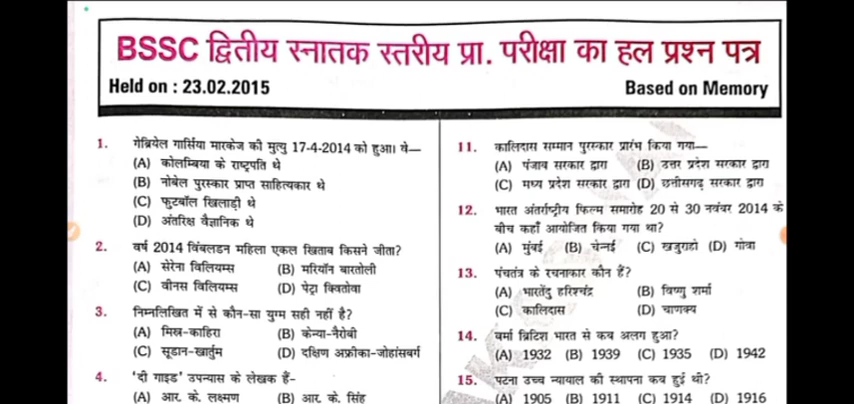 BSSC द्वितीय स्नातक स्तरीय प्रा. परीक्षा का हल प्रश्न पत्र
Held on : 23.02.2015
Based on Memory
1. गेब्रियेल गार्सिया मारकेज की मुत्यु 17-4-2014 को हुआ। वे—
(A) कोलम्बिया के राष्ट्रपति थे
(B) नोबेल पुरस्कार प्राप्त साहित्यकार थे
(C) फुटबॉल खिलाड़ी थे
(D) अंतरिक्ष वैज्ञानिक थे
2. वर्ष 2014 विंबलडन महिला एकल खिताब किसने जीता?
(A) सेरेना विलियम्स (B) मरियॉन बारतोली
(C) वीनस विलियम्स (D) पेट्रा क्वितोवा
3. निम्नलिखित में से कौन-सा युग्म सही नहीं है?
(A) मिस्र-काहिरा (B) केन्या-नैरोबी
(C) सूडान-खार्तुम (D) दक्षिण अफ्रीका-जोहांसबर्ग
4. 'दी गाइड' उपन्यास के लेखक हैं-
(A) आर. के. लक्ष्मण (B) आर. के. सिंह
11. कालिदास सम्मान पुरस्कार प्रारंभ किया गया—
(A) पंजाब सरकार द्वारा (B) उत्तर प्रदेश सरकार द्वारा
(C) मध्य प्रदेश सरकार द्वारा (D) छत्तीसगढ़ सरकार द्वारा
12. भारत अंतर्राष्ट्रीय फिल्म समारोह 20 से 30 नवंबर 2014 के
बीच कहाँ आयोजित किया गया था?
(A) मुंबई (B) चेन्नई (C) खजुराहो (D) गोवा
13. पंचतंत्र के रचनाकार कौन हैं?
(A) भारतेंदु हरिश्चंद्र (B) विष्णु शर्मा
(C) कालिदास (D) चाणक्य
14. बर्मा ब्रिटिश भारत से कब अलग हुआ?
(A) 1932 (B) 1939 (C) 1935 (D) 1942
15. पटना उच्च न्यायाल की स्थापना कब हुई थी?
(A) 1905 (B) 1911 (C) 1914 (D) 1916